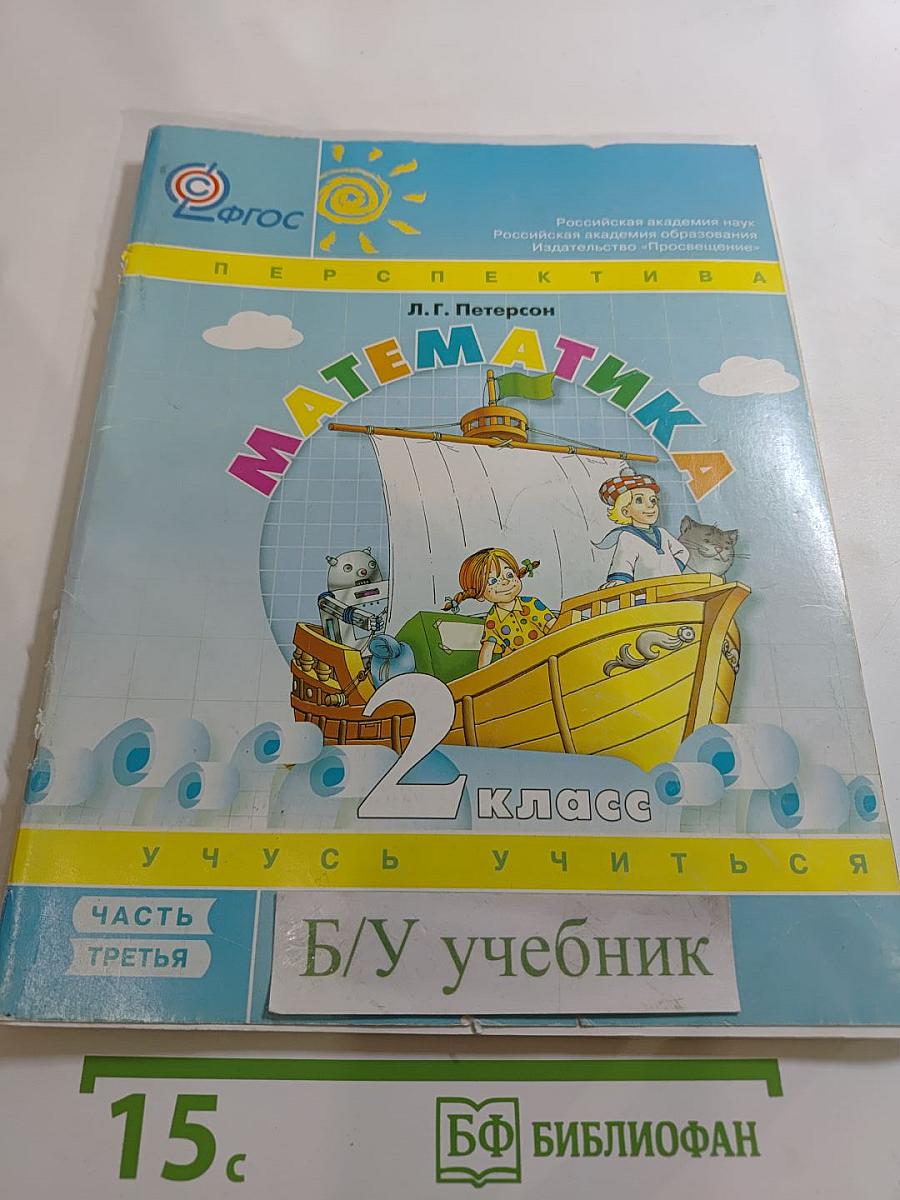 ФГОС
Российская академия наук
Российская академия образования
Издательство «Просвещение»
ПЕРСПЕКТИВА
Л. Г. Петерсон
МАТЕМАТИКА
2 класс
УЧУСЬ УЧИТЬСЯ
ЧАСТЬ
ТРЕТЬЯ
Б/У учебник
15 с
БФ БИБЛИОФАН